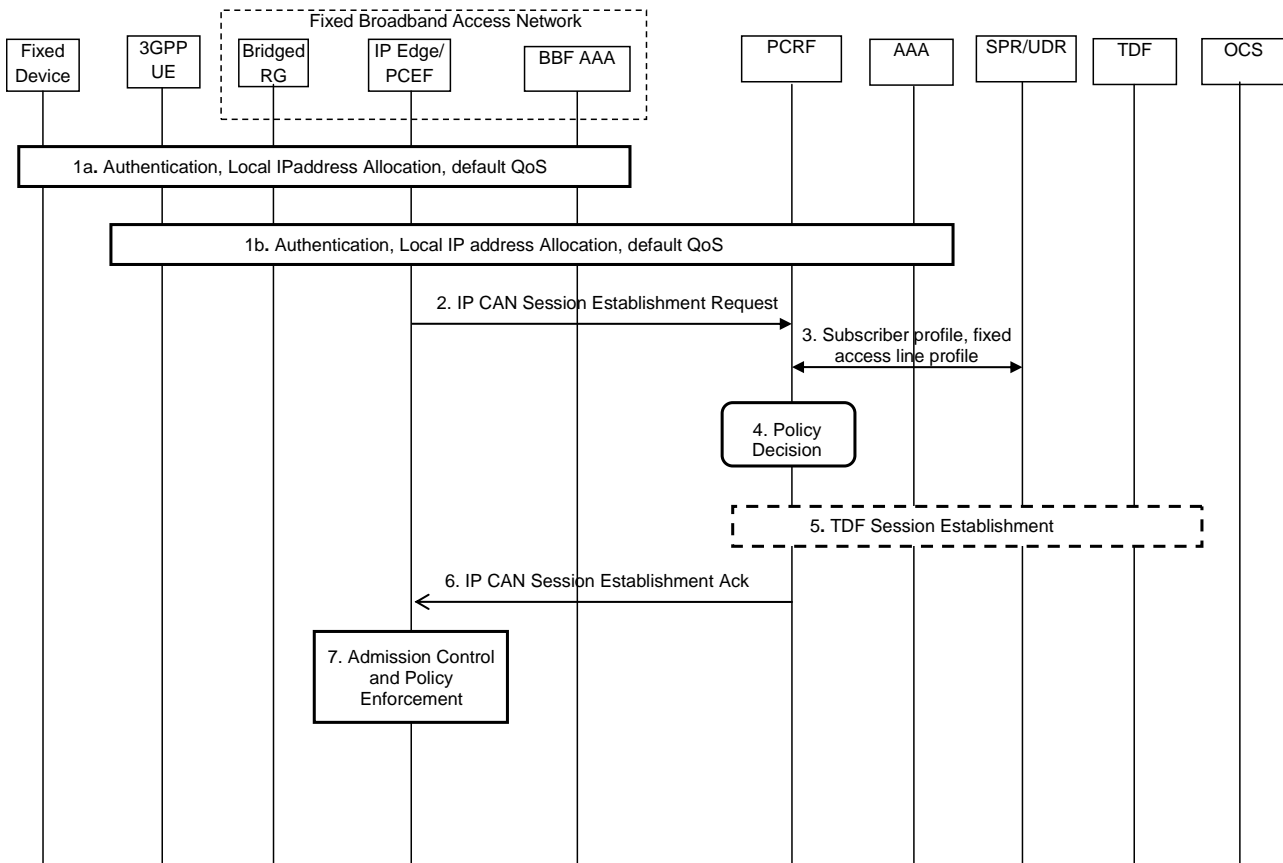 Fixed Broadband Access Network
Fixed
Device
3GPP
UE
Bridged
RG
IP Edge/
PCEF
BBF AAA
PCRF
AAA
SPR/UDR
TDF
OCS
1a. Authentication, Local IPaddress Allocation, default QoS
1b. Authentication, Local IP address Allocation, default QoS
2. IP CAN Session Establishment Request
3. Subscriber profile, fixed
access line profile
4. Policy
Decision
5. TDF Session Establishment
6. IP CAN Session Establishment Ack
7. Admission Control
and Policy
Enforcement